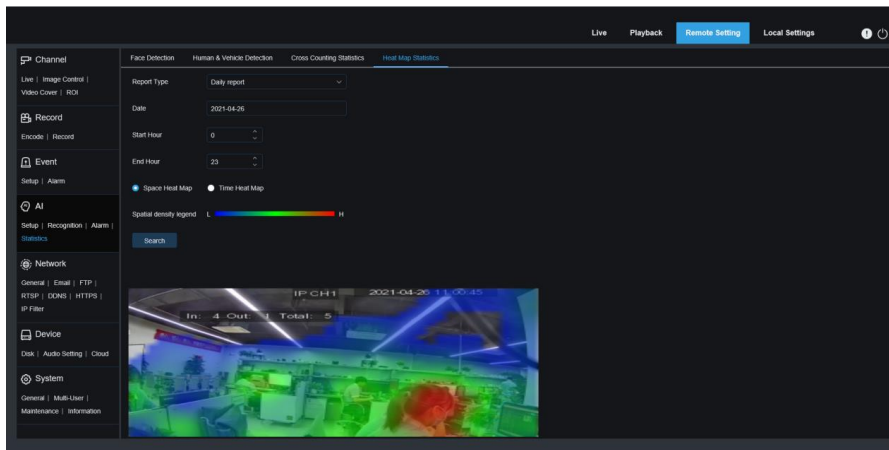 Live Playback Remote Setting Local Settings
Channel
Live | Image Control |
Video Cover | ROI
Record
Encode | Record
Event
Setup | Alarm
AI
Setup | Recognition | Alarm |
Statistics
Network
General | Email | FTP |
RTSP | DDNS | HTTPS |
IP Filter
Device
Disk | Audio Setting | Cloud
System
General | Multi-User |
Maintenance | Information
Face Detection Human & Vehicle Detection Cross Counting Statistics Heat Map Statistics
Report Type Daily report
Date 2021-04-26
Start Hour 0
End Hour 23
Space Heat Map Time Heat Map
Spatial density legend L H
Search
IP CH1 2021-04-26 11:00:45
In: 4 Out: 1 Total: 5